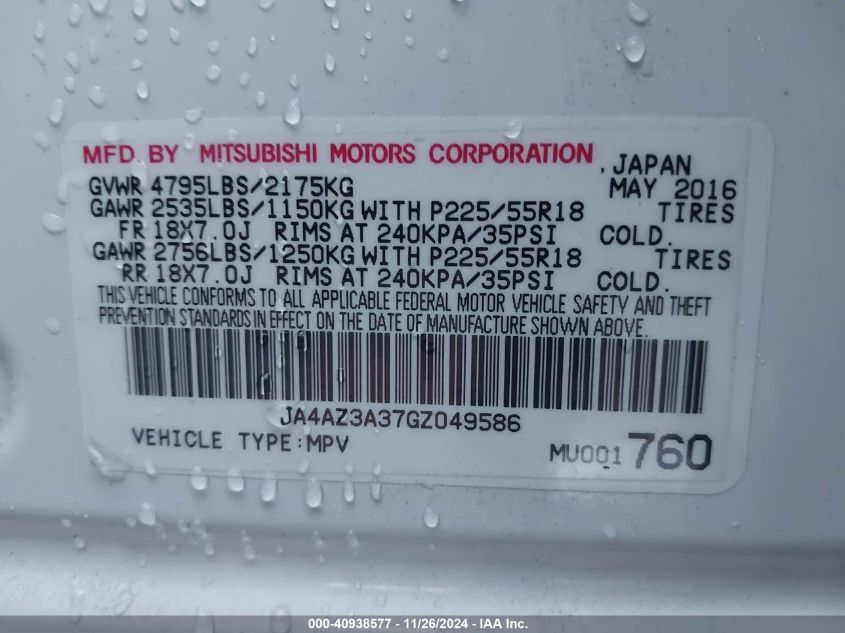 MFD BY MITSUBISHI MOTORS CORPORATION, JAPAN
GVWR 4795LBS/2175KG MAY 2016
GAWR 2535LBS/1150KG WITH P225/55R18 TIRES
FR 18X7.0J RIMS AT 240KPA/35PSI COLD.
GAWR 2756LBS/1250KG WITH P225/55R18 TIRES
RR 18X7.0J RIMS AT 240KPA/35PSI COLD.
THIS VEHICLE CONFORMS TO ALL APPLICABLE FEDERAL MOTOR VEHICLE SAFETY AND THEFT
PREVENTION STANDARDS IN EFFECT ON THE DATE OF MANUFACTURE SHOWN ABOVE.
JA4AZ3A37GZ049586
VEHICLE TYPE:MPV MU001760
000-40938577 - 11/26/2024 - IAA Inc.